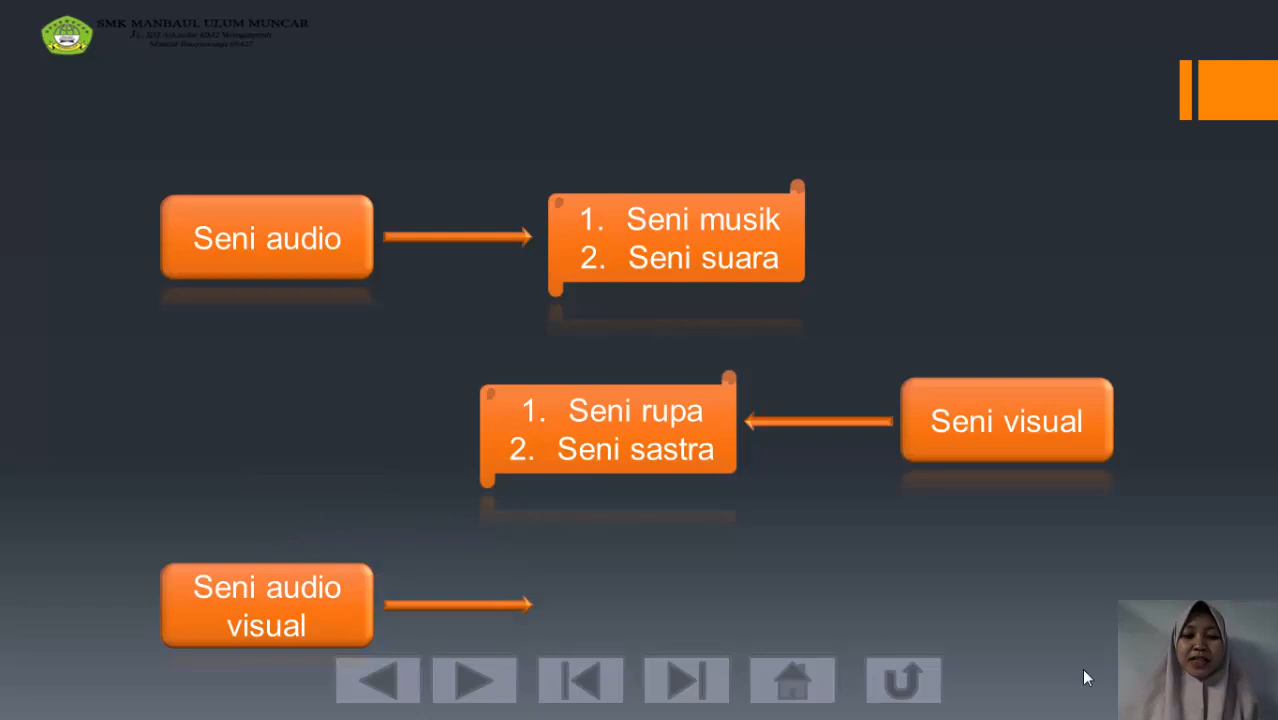 SMK MANBAUL ULUM MUNCAR
Seni audio
1. Seni musik
2. Seni suara
1. Seni rupa
2. Seni sastra
Seni visual
Seni audio
visual